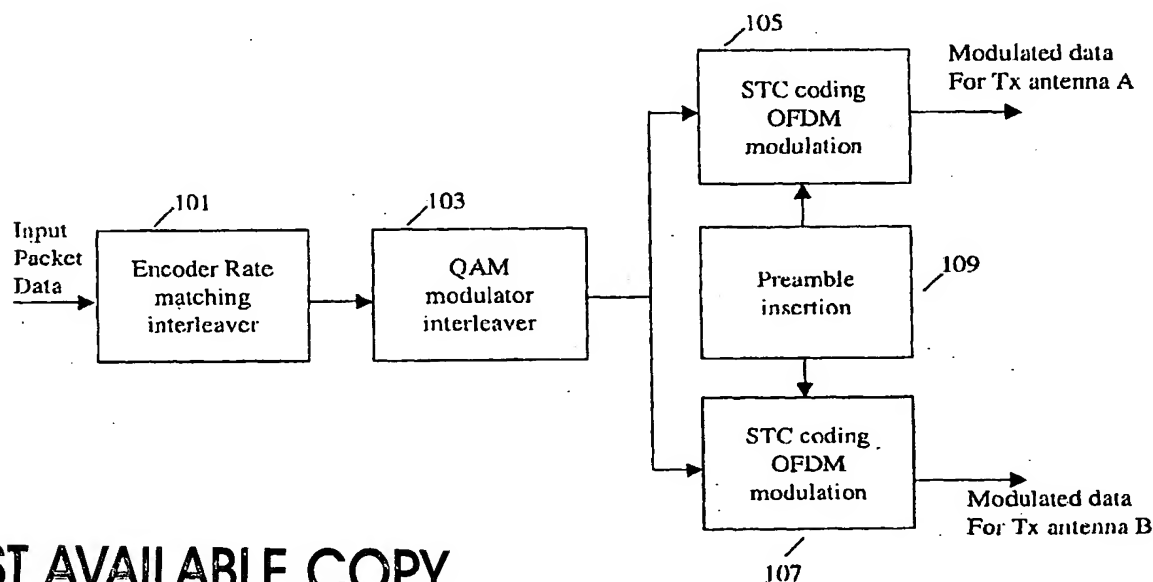 105
Modulated data
For Tx antenna A
STC coding
OFDM
modulation
101
103
Input
Packet
Data
Encoder Rate
matching
interleaver
QAM
modulator
interleaver
Preamble
insertion
109
STC coding
OFDM
modulation
Modulated data
For Tx antenna B
107
AVAILABLE COPY